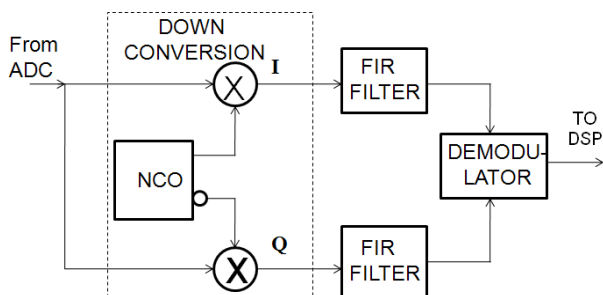 DOWN
CONVERSION
From
ADC
I
X
FIR
FILTER
NCO
TO
DSP
DEMODU-
LATOR
Q
X
FIR
FILTER